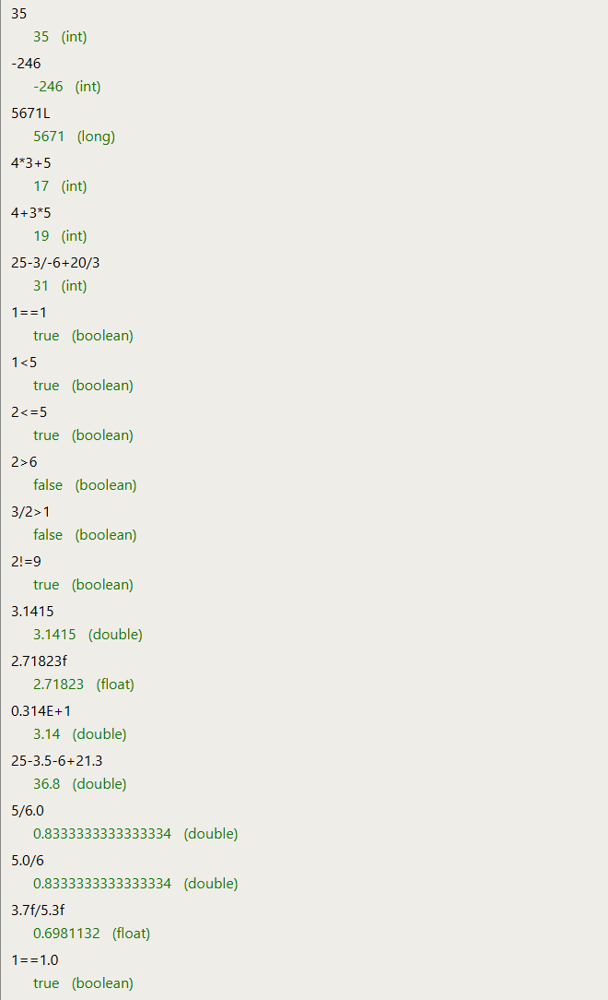 35
35 (int)
-246
-246 (int)
5671L
5671 (long)
4*3+5
17 (int)
4+3*5
19 (int)
25-3/-6+20/3
31 (int)
1==1
true (boolean)
1<5
true (boolean)
2<=5
true (boolean)
2>6
false (boolean)
3/2>1
false (boolean)
2!=9
true (boolean)
3.1415
3.1415 (double)
2.71823f
2.71823 (float)
0.314E+1
3.14 (double)
25-3.5-6+21.3
36.8 (double)
5/6.0
0.8333333333333334 (double)
5.0/6
0.8333333333333334 (double)
3.7f/5.3f
0.6981132 (float)
1==1.0
true (boolean)